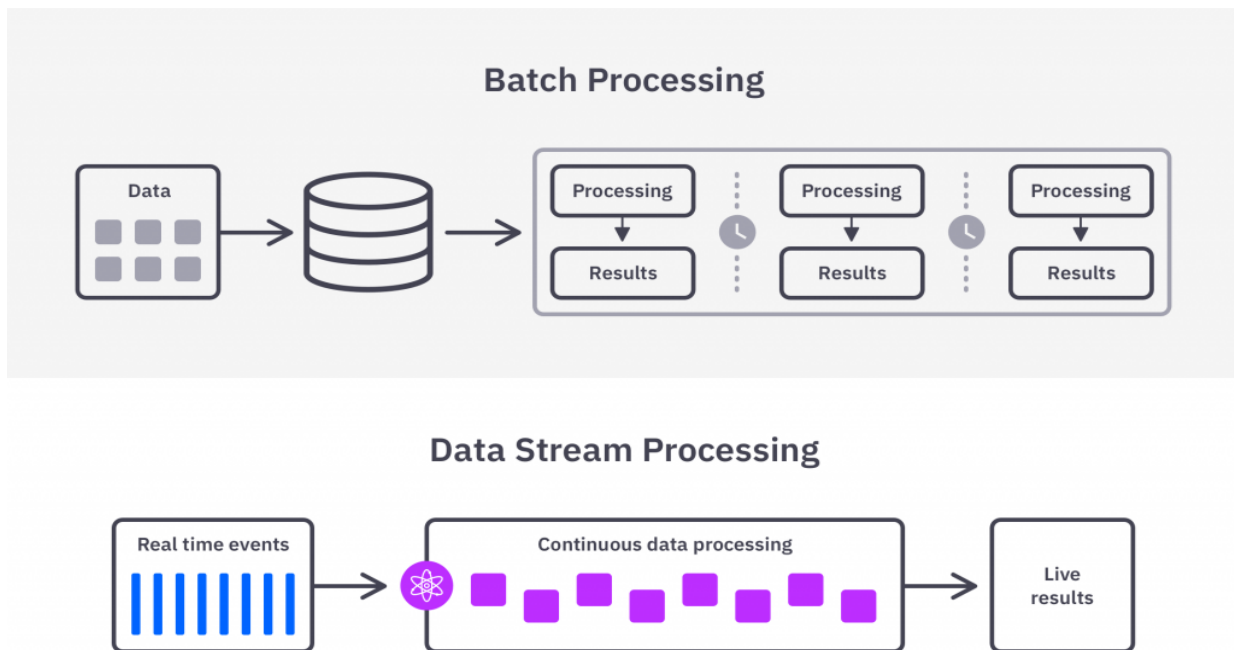 Batch Processing
Data
Processing
Processing
Processing
Results
Results
Results
Data Stream Processing
Real time events
Continuous data processing
Live
results